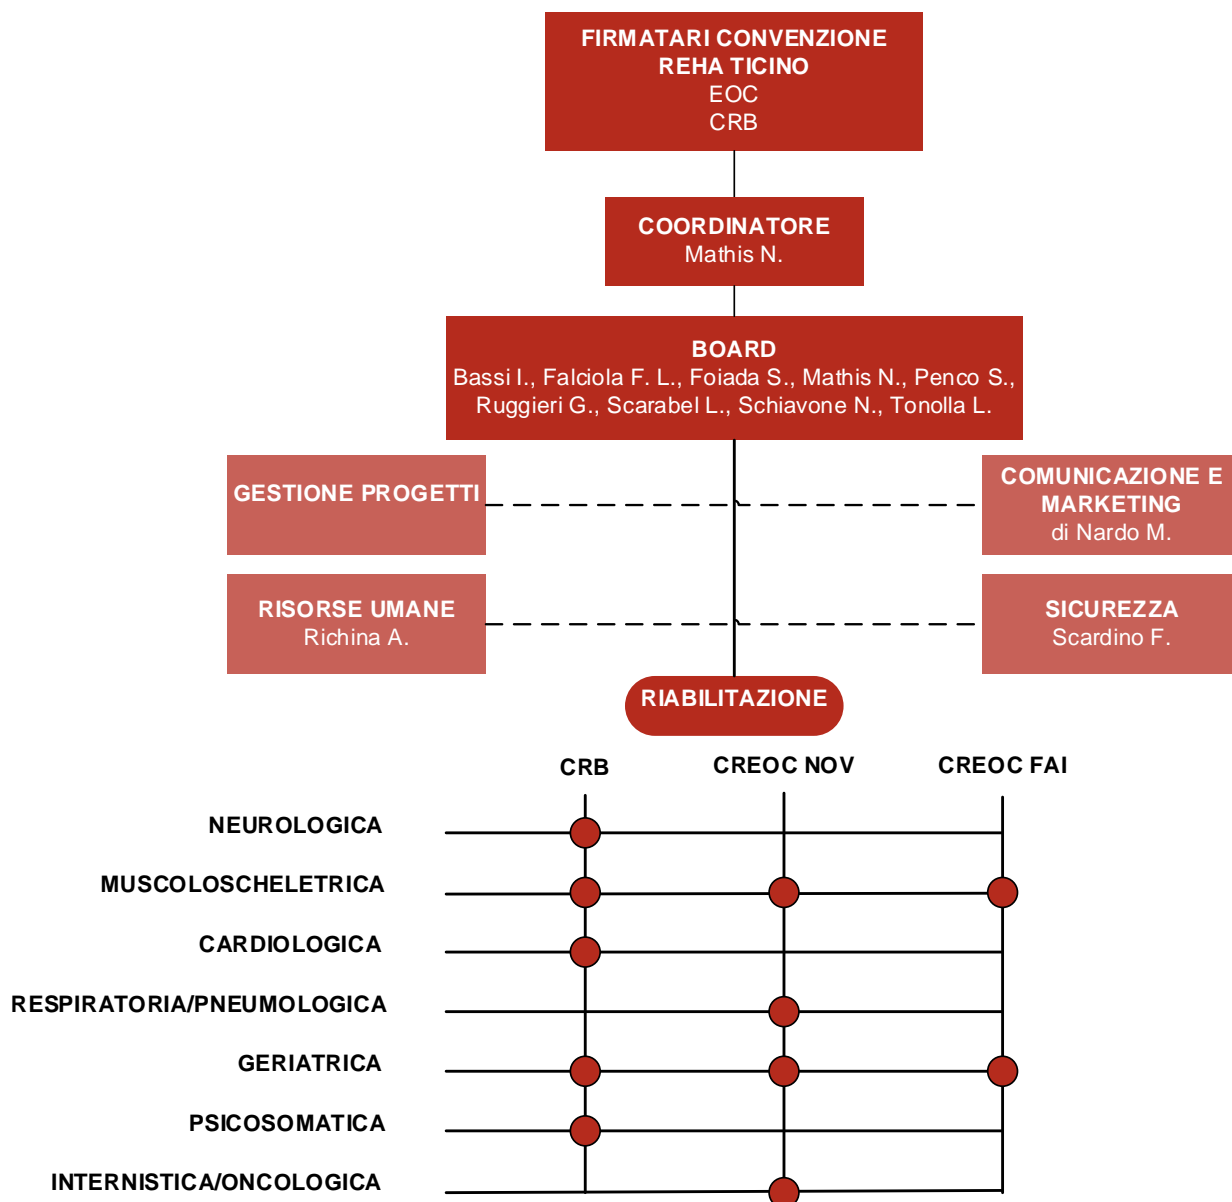 FIRMATARI CONVENZIONE
REHA TICINO
EOC
CRB
COORDINATORE
Mathis N.
BOARD
Bassi I., Falciola F. L., Foiada S., Mathis N., Penco S.,
Ruggieri G., Scarabel L., Schiavone N., Tonolla L.
GESTIONE PROGETTI
COMUNICAZIONE E
MARKETING
di Nardo M.
RISORSE UMANE
Richina A.
SICUREZZA
Scardino F.
RIABILITAZIONE
CRB
CREOC NOV
CREOC FAI
NEUROLOGICA
MUSCOLOSCHELETRICA
CARDIOLOGICA
RESPIRATORIA/PNEUMOLOGICA
GERIATRICA
PSICOSOMATICA
INTERNISTICA/ONCOLOGICA